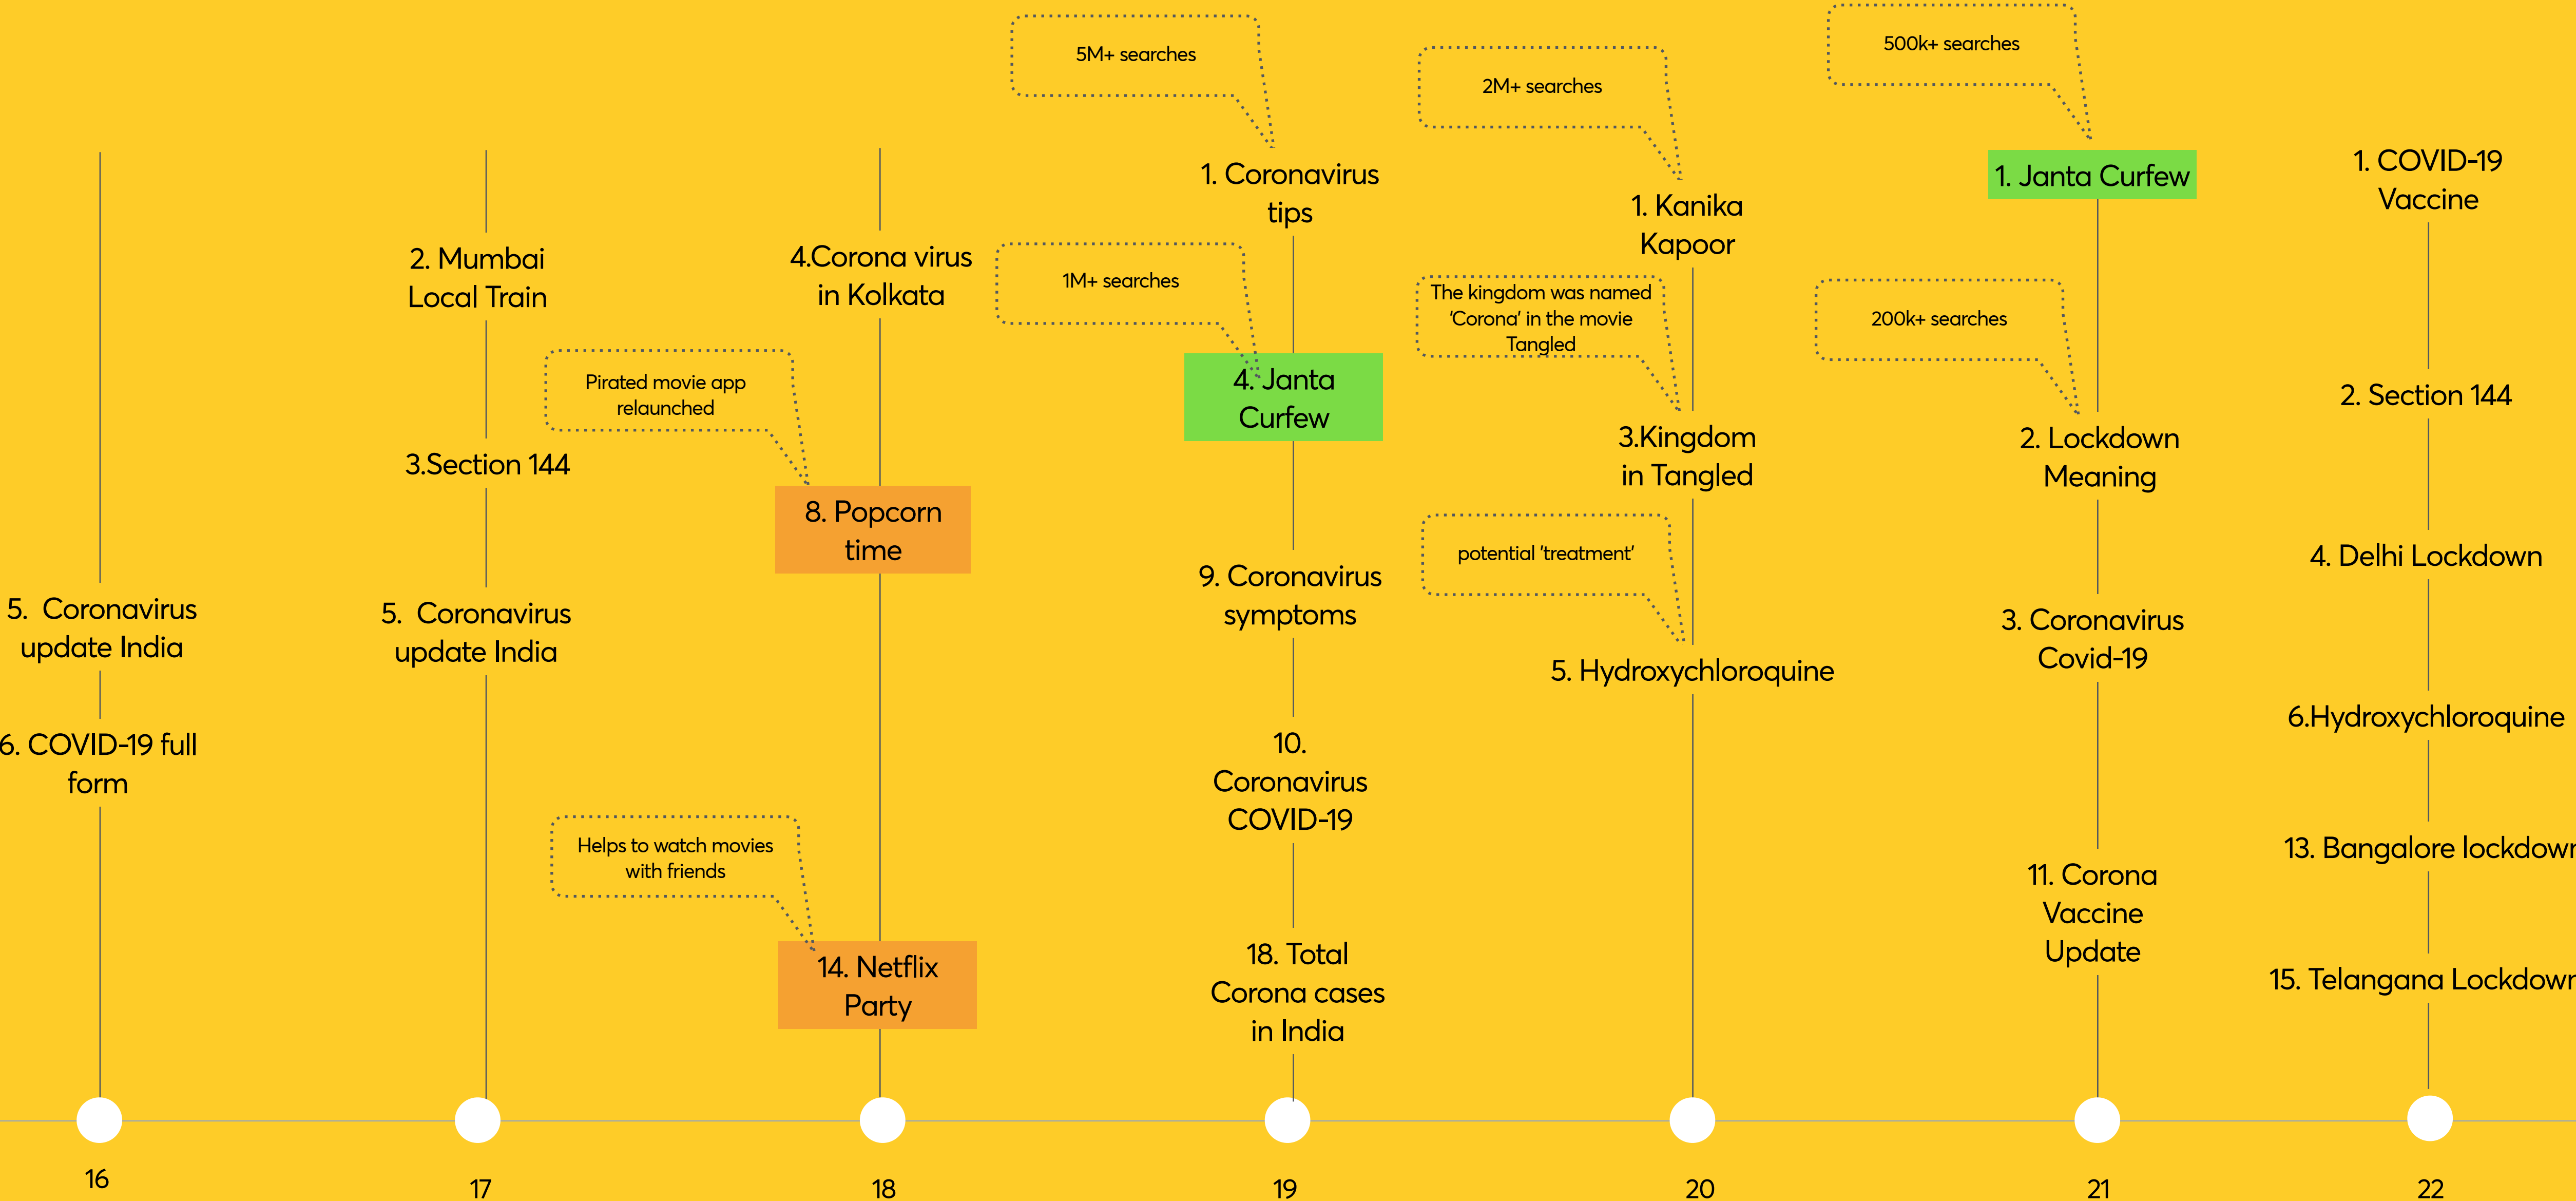 5. Coronavirus
update India
6. COVID-19 full
form
16
2. Mumbai
Local Train
3.Section 144
5. Coronavirus
update India
17
4.Corona virus
in Kolkata
Pirated movie app
relaunched
8. Popcorn
time
Helps to watch movies
with friends
14. Netflix
Party
18
5M+ searches
1. Coronavirus
tips
1M+ searches
4. Janta
Curfew
9. Coronavirus
symptoms
10.
Coronavirus
COVID-19
18. Total
Corona cases
in India
19
2M+ searches
1. Kanika
Kapoor
The kingdom was named
‘Corona’ in the movie
Tangled
3.Kingdom
in Tangled
potential ‘treatment’
5. Hydroxychloroquine
20
500k+ searches
1. Janta Curfew
200k+ searches
2. Lockdown
Meaning
3. Coronavirus
Covid-19
11. Corona
Vaccine
Update
21
1. COVID-19
Vaccine
2. Section 144
4. Delhi Lockdown
6.Hydroxychloroquine
13. Bangalore lockdown
15. Telangana Lockdown
22